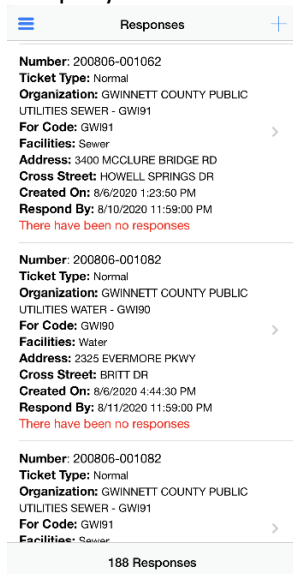 Responses
Number: 200806-001062
Ticket Type: Normal
Organization: GWINNETT COUNTY PUBLIC
UTILITIES SEWER - GWI91
For Code: GWI91
Facilities: Sewer
Address: 3400 MCCLURE BRIDGE RD
Cross Street: HOWELL SPRINGS DR
Created On: 8/6/2020 1:23:50 PM
Respond By: 8/10/2020 11:59:00 PM
There have been no responses
Number: 200806-001082
Ticket Type: Normal
Organization: GWINNETT COUNTY PUBLIC
UTILITIES WATER - GWI90
For Code: GWI90
Facilities: Water
Address: 2325 EVERMORE PKWY
Cross Street: BRITT DR
Created On: 8/6/2020 4:44:30 PM
Respond By: 8/11/2020 11:59:00 PM
There have been no responses
Number: 200806-001082
Ticket Type: Normal
Organization: GWINNETT COUNTY PUBLIC
UTILITIES SEWER - GWI91
For Code: GWI91
Facilities: Sewer
188 Responses